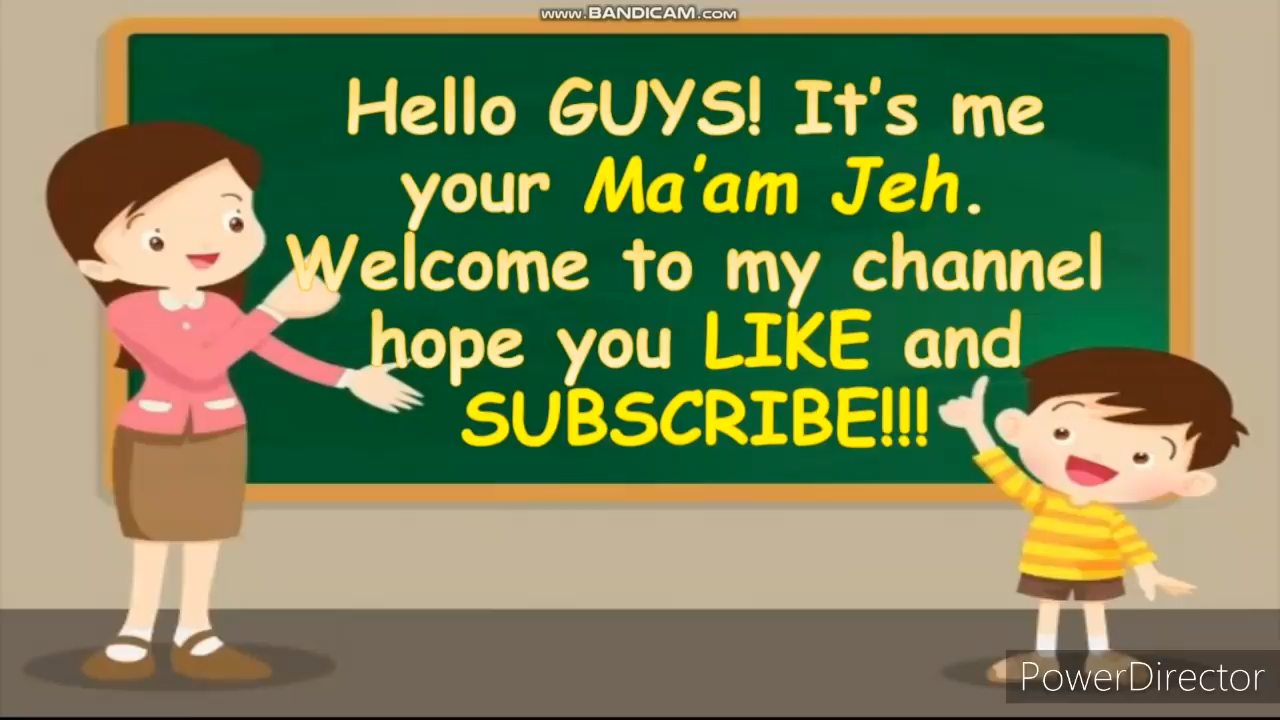 www.BANDICAM.com
Hello GUYS! It's me
your Ma'am Jeh.
Welcome to my channel
hope you LIKE and
SUBSCRIBE!!!
PowerDirector